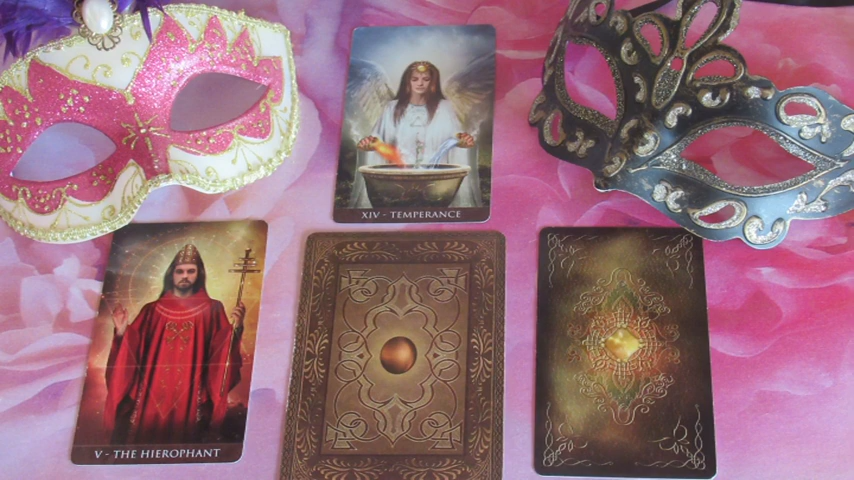 XIV - TEMPERANCE
V - THE HIEROPHANT